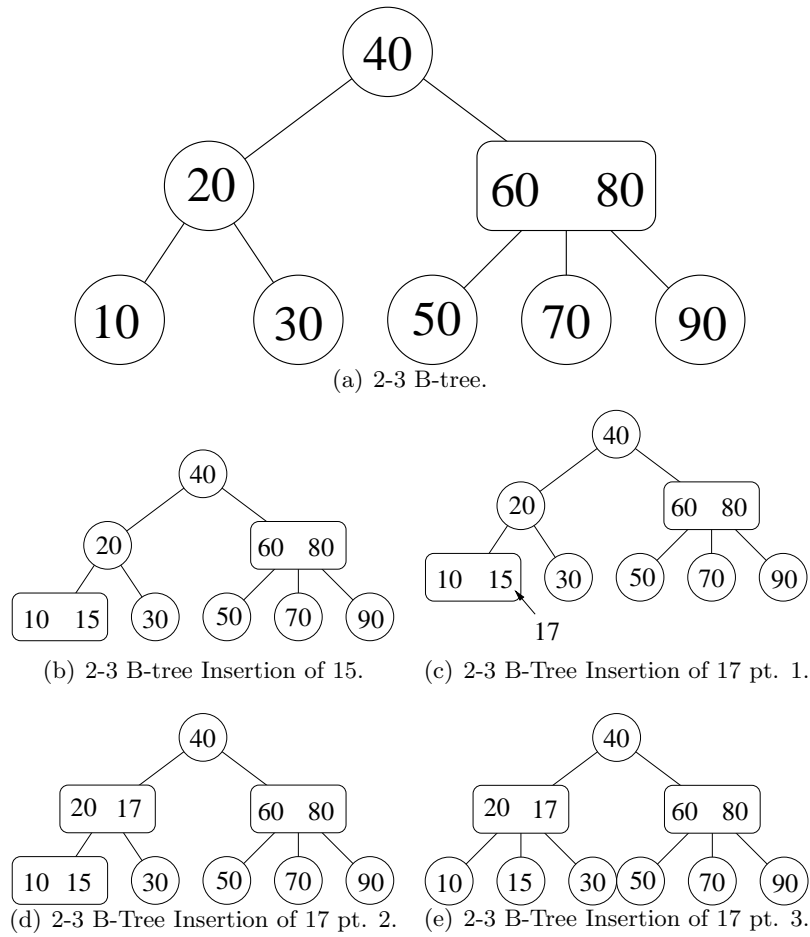 40
20
60 80
10 30 50 70 90
(a) 2-3 B-tree.
40
20
60 80
10 15 30 50 70 90
(b) 2-3 B-tree Insertion of 15.
40
20
60 80
10 15 30 50 70 90
17
(c) 2-3 B-Tree Insertion of 17 pt. 1.
40
20 17 60 80
10 15 30 50 70 90
(d) 2-3 B-Tree Insertion of 17 pt. 2.
40
20 17 60 80
10 15 30 50 70 90
(e) 2-3 B-Tree Insertion of 17 pt. 3.